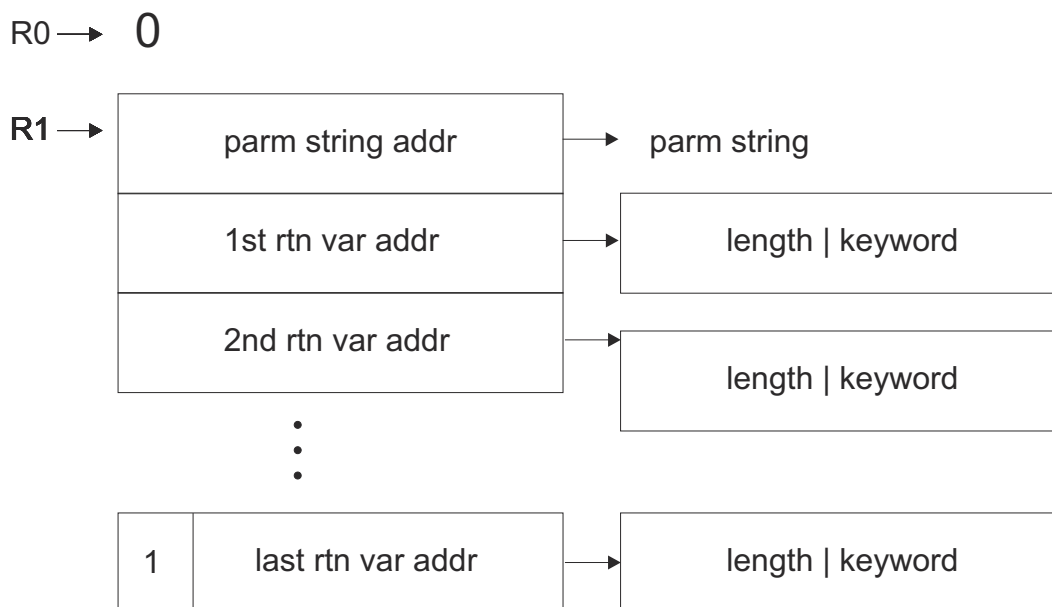 R0 0
R1 parm string addr parm string
1st rtn var addr length | keyword
2nd rtn var addr length | keyword
1 last rtn var addr length | keyword